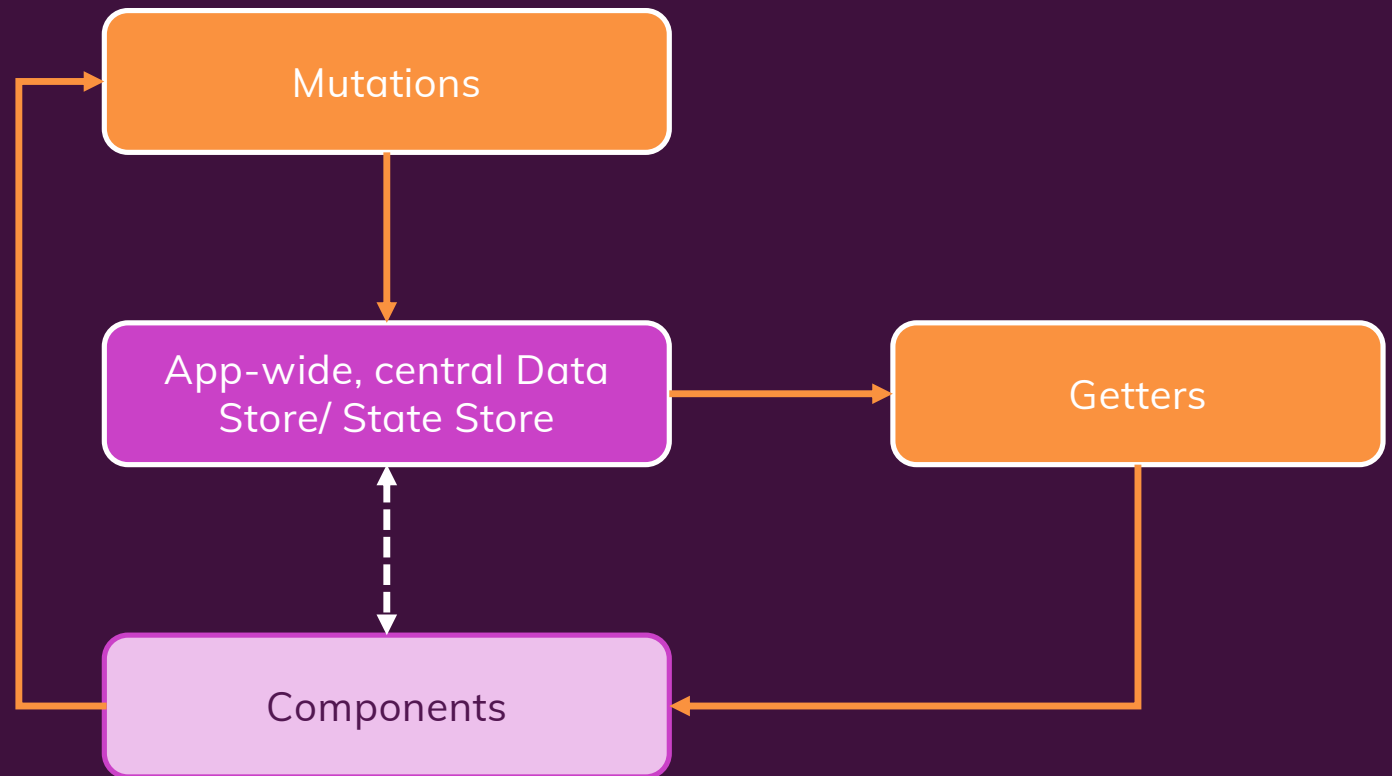 Mutations
App-wide, central Data
Store/ State Store
Getters
Components